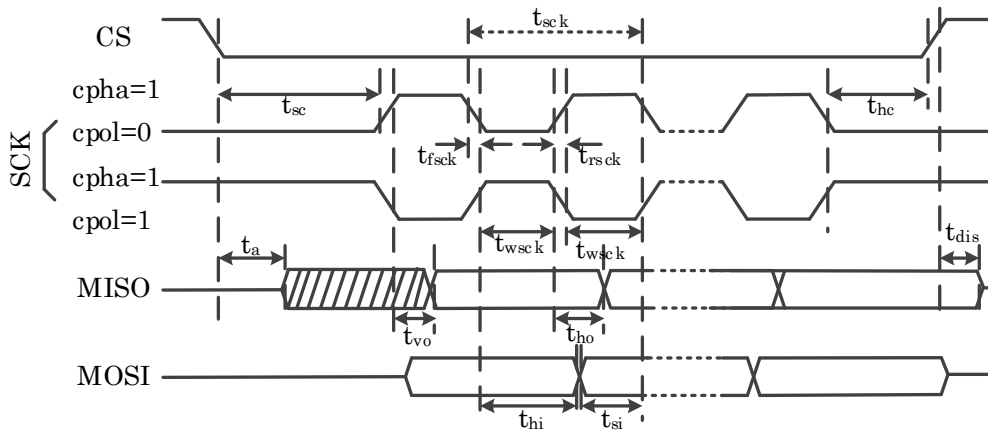 CS
t_sck
cpha=1
t_sc
t_hc
SCK
cpol=0
t_fsck
t_rsck
cpha=1
cpol=1
t_wsck
t_wsck
t_a
t_dis
MISO
t_vo
t_ho
MOSI
t_hi
t_si